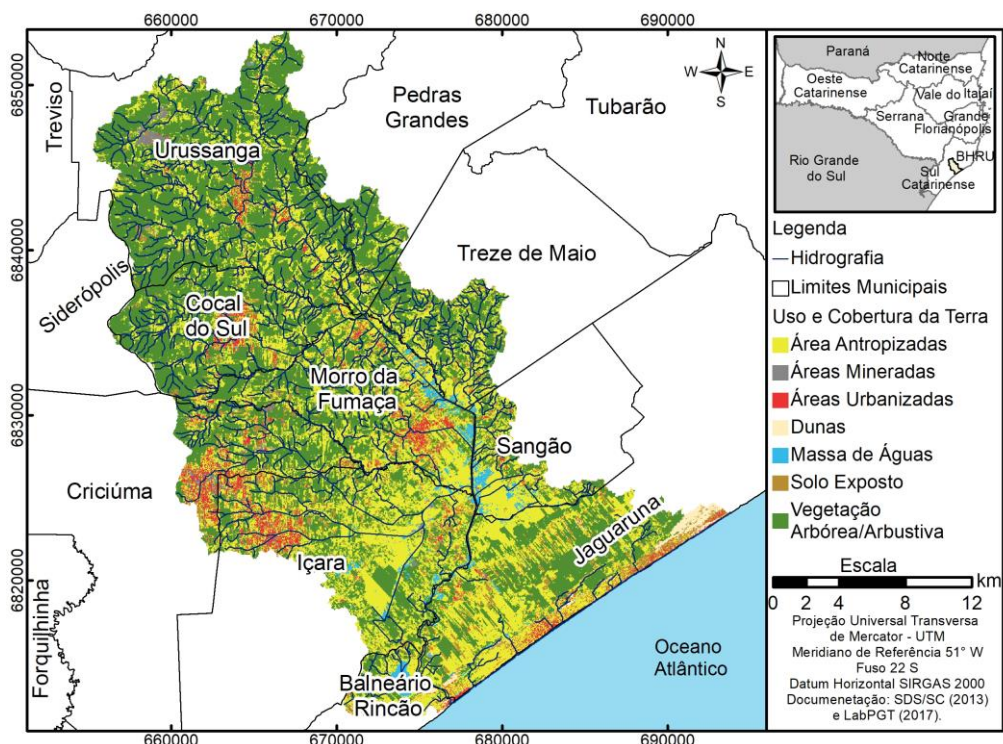 660000
670000
680000
690000
6850000
6840000
6830000
6820000
N
W
E
S
Treviso
Urussanga
Pedras
Grandes
Tubarão
Siderópolis
Treze de Maio
Cocal
do Sul
Morro da
Fumaça
Sangão
Criciúma
Jaguaruna
Içara
Forquilhinha
Balneário
Rincão
Oceano
Atlântico
660000
670000
680000
690000
Paraná
Norte
Catarinense
Oeste
Catarinense
Vale do Itajaí
Serrana
Grande
Florianópolis
Rio Grande
do Sul
BHRU
Sul
Catarinense
Legenda
Hidrografia
Limites Municipais
Uso e Cobertura da Terra
Área Antropizadas
Áreas Mineradas
Áreas Urbanizadas
Dunas
Massa de Águas
Solo Exposto
Vegetação
Arbórea/Arbustiva
Escala
km
0 2 4 8 12
Projeção Universal Transversa
de Mercator - UTM
Meridiano de Referência 51° W
Fuso 22 S
Datum Horizontal SIRGAS 2000
Documenetação: SDS/SC (2013)
e LabPGT (2017).